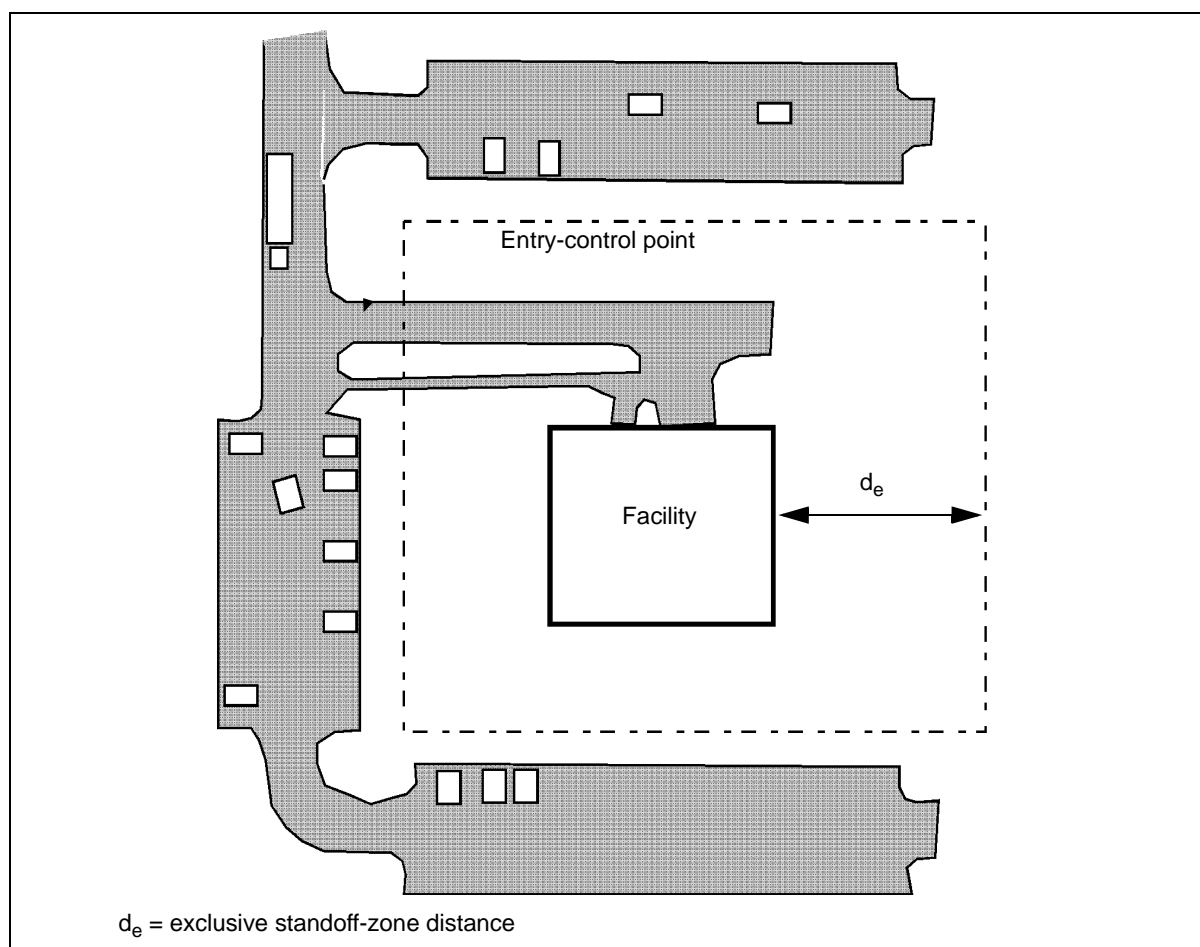 Entry-control point
dₑ
Facility
dₑ = exclusive standoff-zone distance